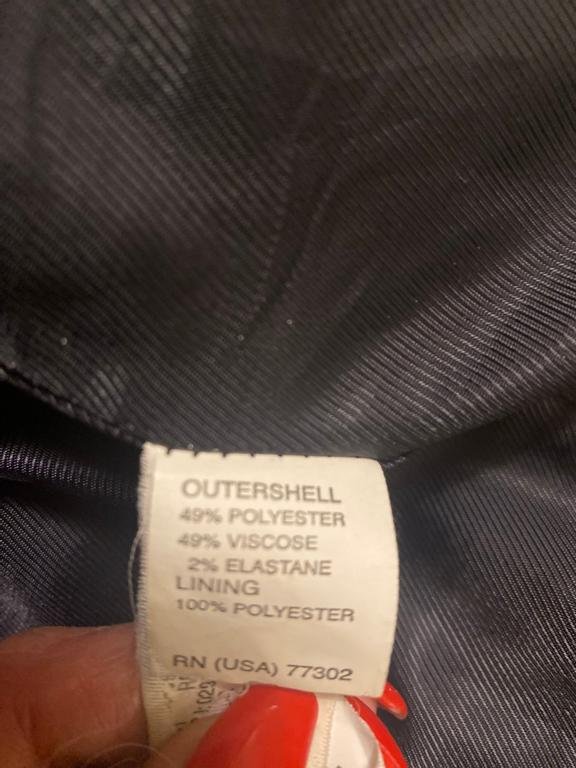 OUTERSHELL
49% POLYESTER
49% VISCOSE
2% ELASTANE
LINING
100% POLYESTER
RN (USA) 77302